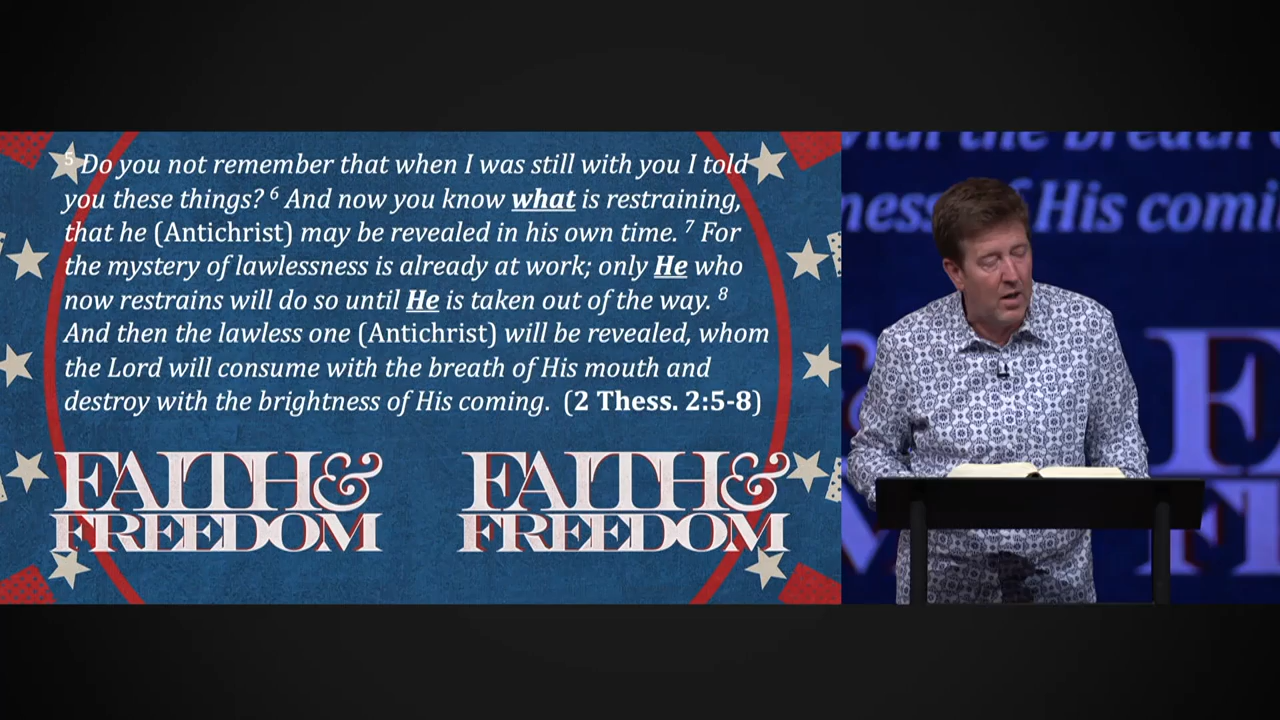 ⁵ Do you not remember that when I was still with you I told
you these things? ⁶ And now you know what is restraining,
that he (Antichrist) may be revealed in his own time. ⁷ For
the mystery of lawlessness is already at work; only He who
now restrains will do so until He is taken out of the way. ⁸
And then the lawless one (Antichrist) will be revealed, whom
the Lord will consume with the breath of His mouth and
destroy with the brightness of His coming. (2 Thess. 2:5-8)
FAITH &
FREEDOM
FAITH &
FREEDOM
with the breath
His comi